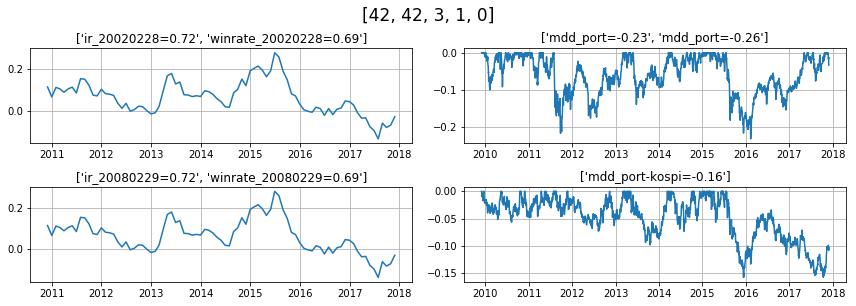 [42, 42, 3, 1, 0]
['ir_20020228=0.72', 'winrate_20020228=0.69']
0.2
0.0
2011 2012 2013 2014 2015 2016 2017 2018
['mdd_port=-0.23', 'mdd_port=-0.26']
0.0
−0.1
−0.2
2010 2011 2012 2013 2014 2015 2016 2017 2018
['ir_20080229=0.72', 'winrate_20080229=0.69']
0.2
0.0
2011 2012 2013 2014 2015 2016 2017 2018
['mdd_port-kospi=-0.16']
0.00
−0.05
−0.10
−0.15
2010 2011 2012 2013 2014 2015 2016 2017 2018